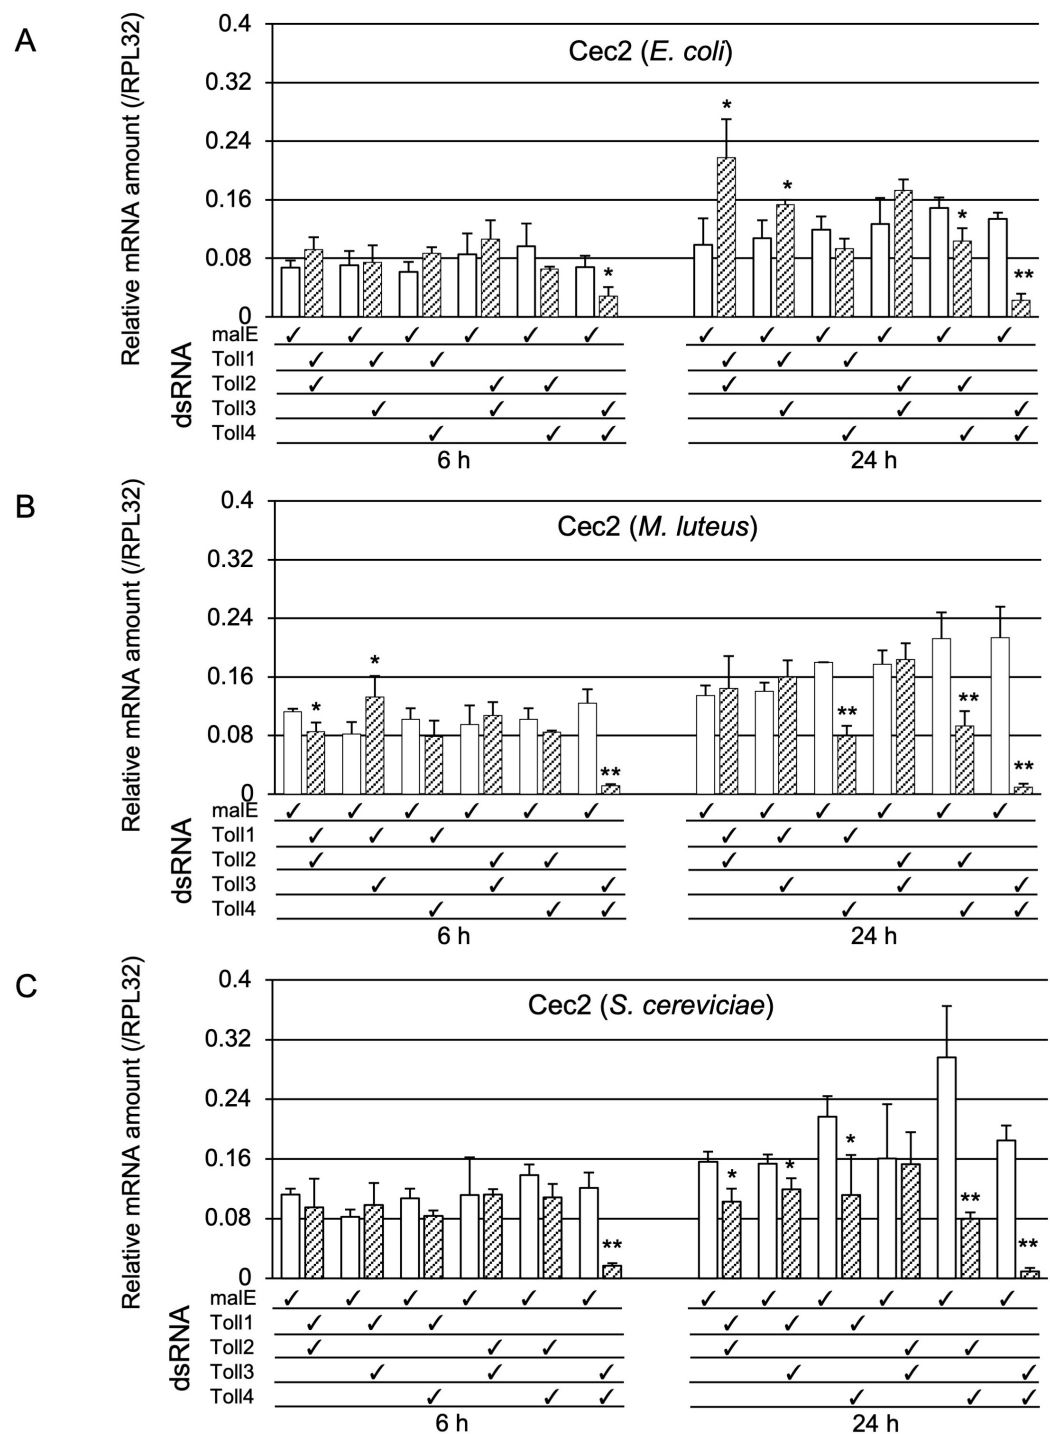 A
Relative mRNA amount (/RPL32)
Cec2 (E. coli)
0.4
0.32
0.24
0.16
0.08
0
* * * * **
dsRNA
malE ✓ ✓ ✓ ✓ ✓ ✓ ✓ ✓ ✓ ✓ ✓ ✓
Toll1 ✓ ✓ ✓ ✓ ✓ ✓
Toll2 ✓ ✓ ✓ ✓ ✓ ✓
Toll3 ✓ ✓ ✓ ✓ ✓ ✓
Toll4 ✓ ✓ ✓ ✓ ✓ ✓
6 h 24 h
B
Relative mRNA amount (/RPL32)
Cec2 (M. luteus)
0.4
0.32
0.24
0.16
0.08
0
* * ** ** ** **
dsRNA
malE ✓ ✓ ✓ ✓ ✓ ✓ ✓ ✓ ✓ ✓ ✓ ✓
Toll1 ✓ ✓ ✓ ✓ ✓ ✓
Toll2 ✓ ✓ ✓ ✓ ✓ ✓
Toll3 ✓ ✓ ✓ ✓ ✓ ✓
Toll4 ✓ ✓ ✓ ✓ ✓ ✓
6 h 24 h
C
Relative mRNA amount (/RPL32)
Cec2 (S. cereviciae)
0.4
0.32
0.24
0.16
0.08
0
** * * * ** **
dsRNA
malE ✓ ✓ ✓ ✓ ✓ ✓ ✓ ✓ ✓ ✓ ✓ ✓
Toll1 ✓ ✓ ✓ ✓ ✓ ✓
Toll2 ✓ ✓ ✓ ✓ ✓ ✓
Toll3 ✓ ✓ ✓ ✓ ✓ ✓
Toll4 ✓ ✓ ✓ ✓ ✓ ✓
6 h 24 h